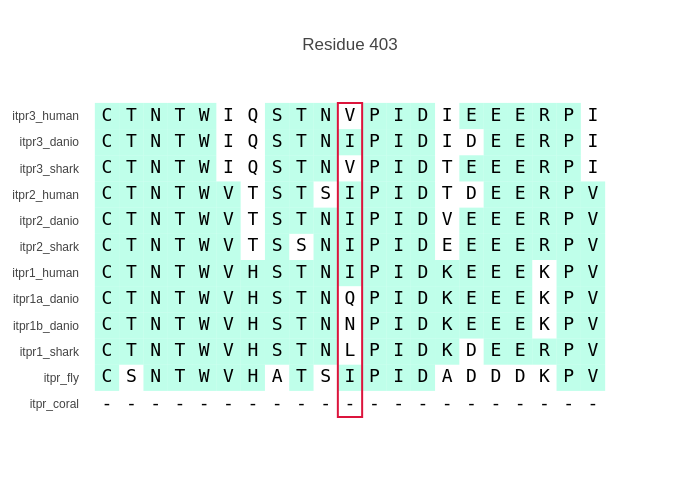 Residue 403
itpr3_human C T N T W I Q S T N V P I D I E E E R P I
itpr3_danio C T N T W I Q S T N I P I D I D E E R P I
itpr3_shark C T N T W I Q S T N V P I D T E E E R P I
itpr2_human C T N T W V T S T S I P I D T D E E R P V
itpr2_danio C T N T W V T S T N I P I D V E E E R P V
itpr2_shark C T N T W V T S S N I P I D E E E E R P V
itpr1_human C T N T W V H S T N I P I D K E E E K P V
itpr1a_danio C T N T W V H S T N Q P I D K E E E K P V
itpr1b_danio C T N T W V H S T N N P I D K E E E K P V
itpr1_shark C T N T W V H S T N L P I D K D E E R P V
itpr_fly C S N T W V H A T S I P I D A D D D K P V
itpr_coral - - - - - - - - - - - - - - - - - - - - -